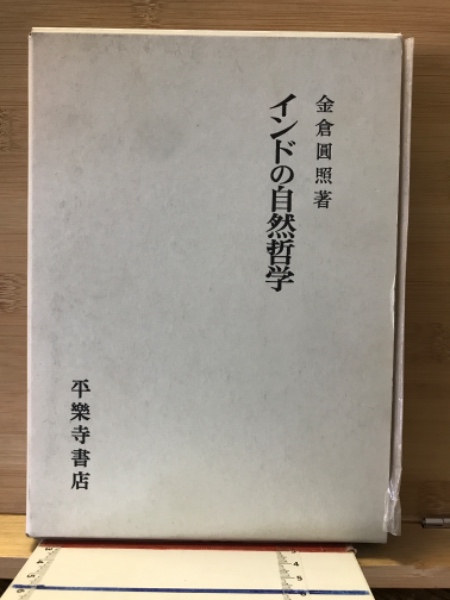 金倉圓照著
インドの自然哲学
平樂寺書店